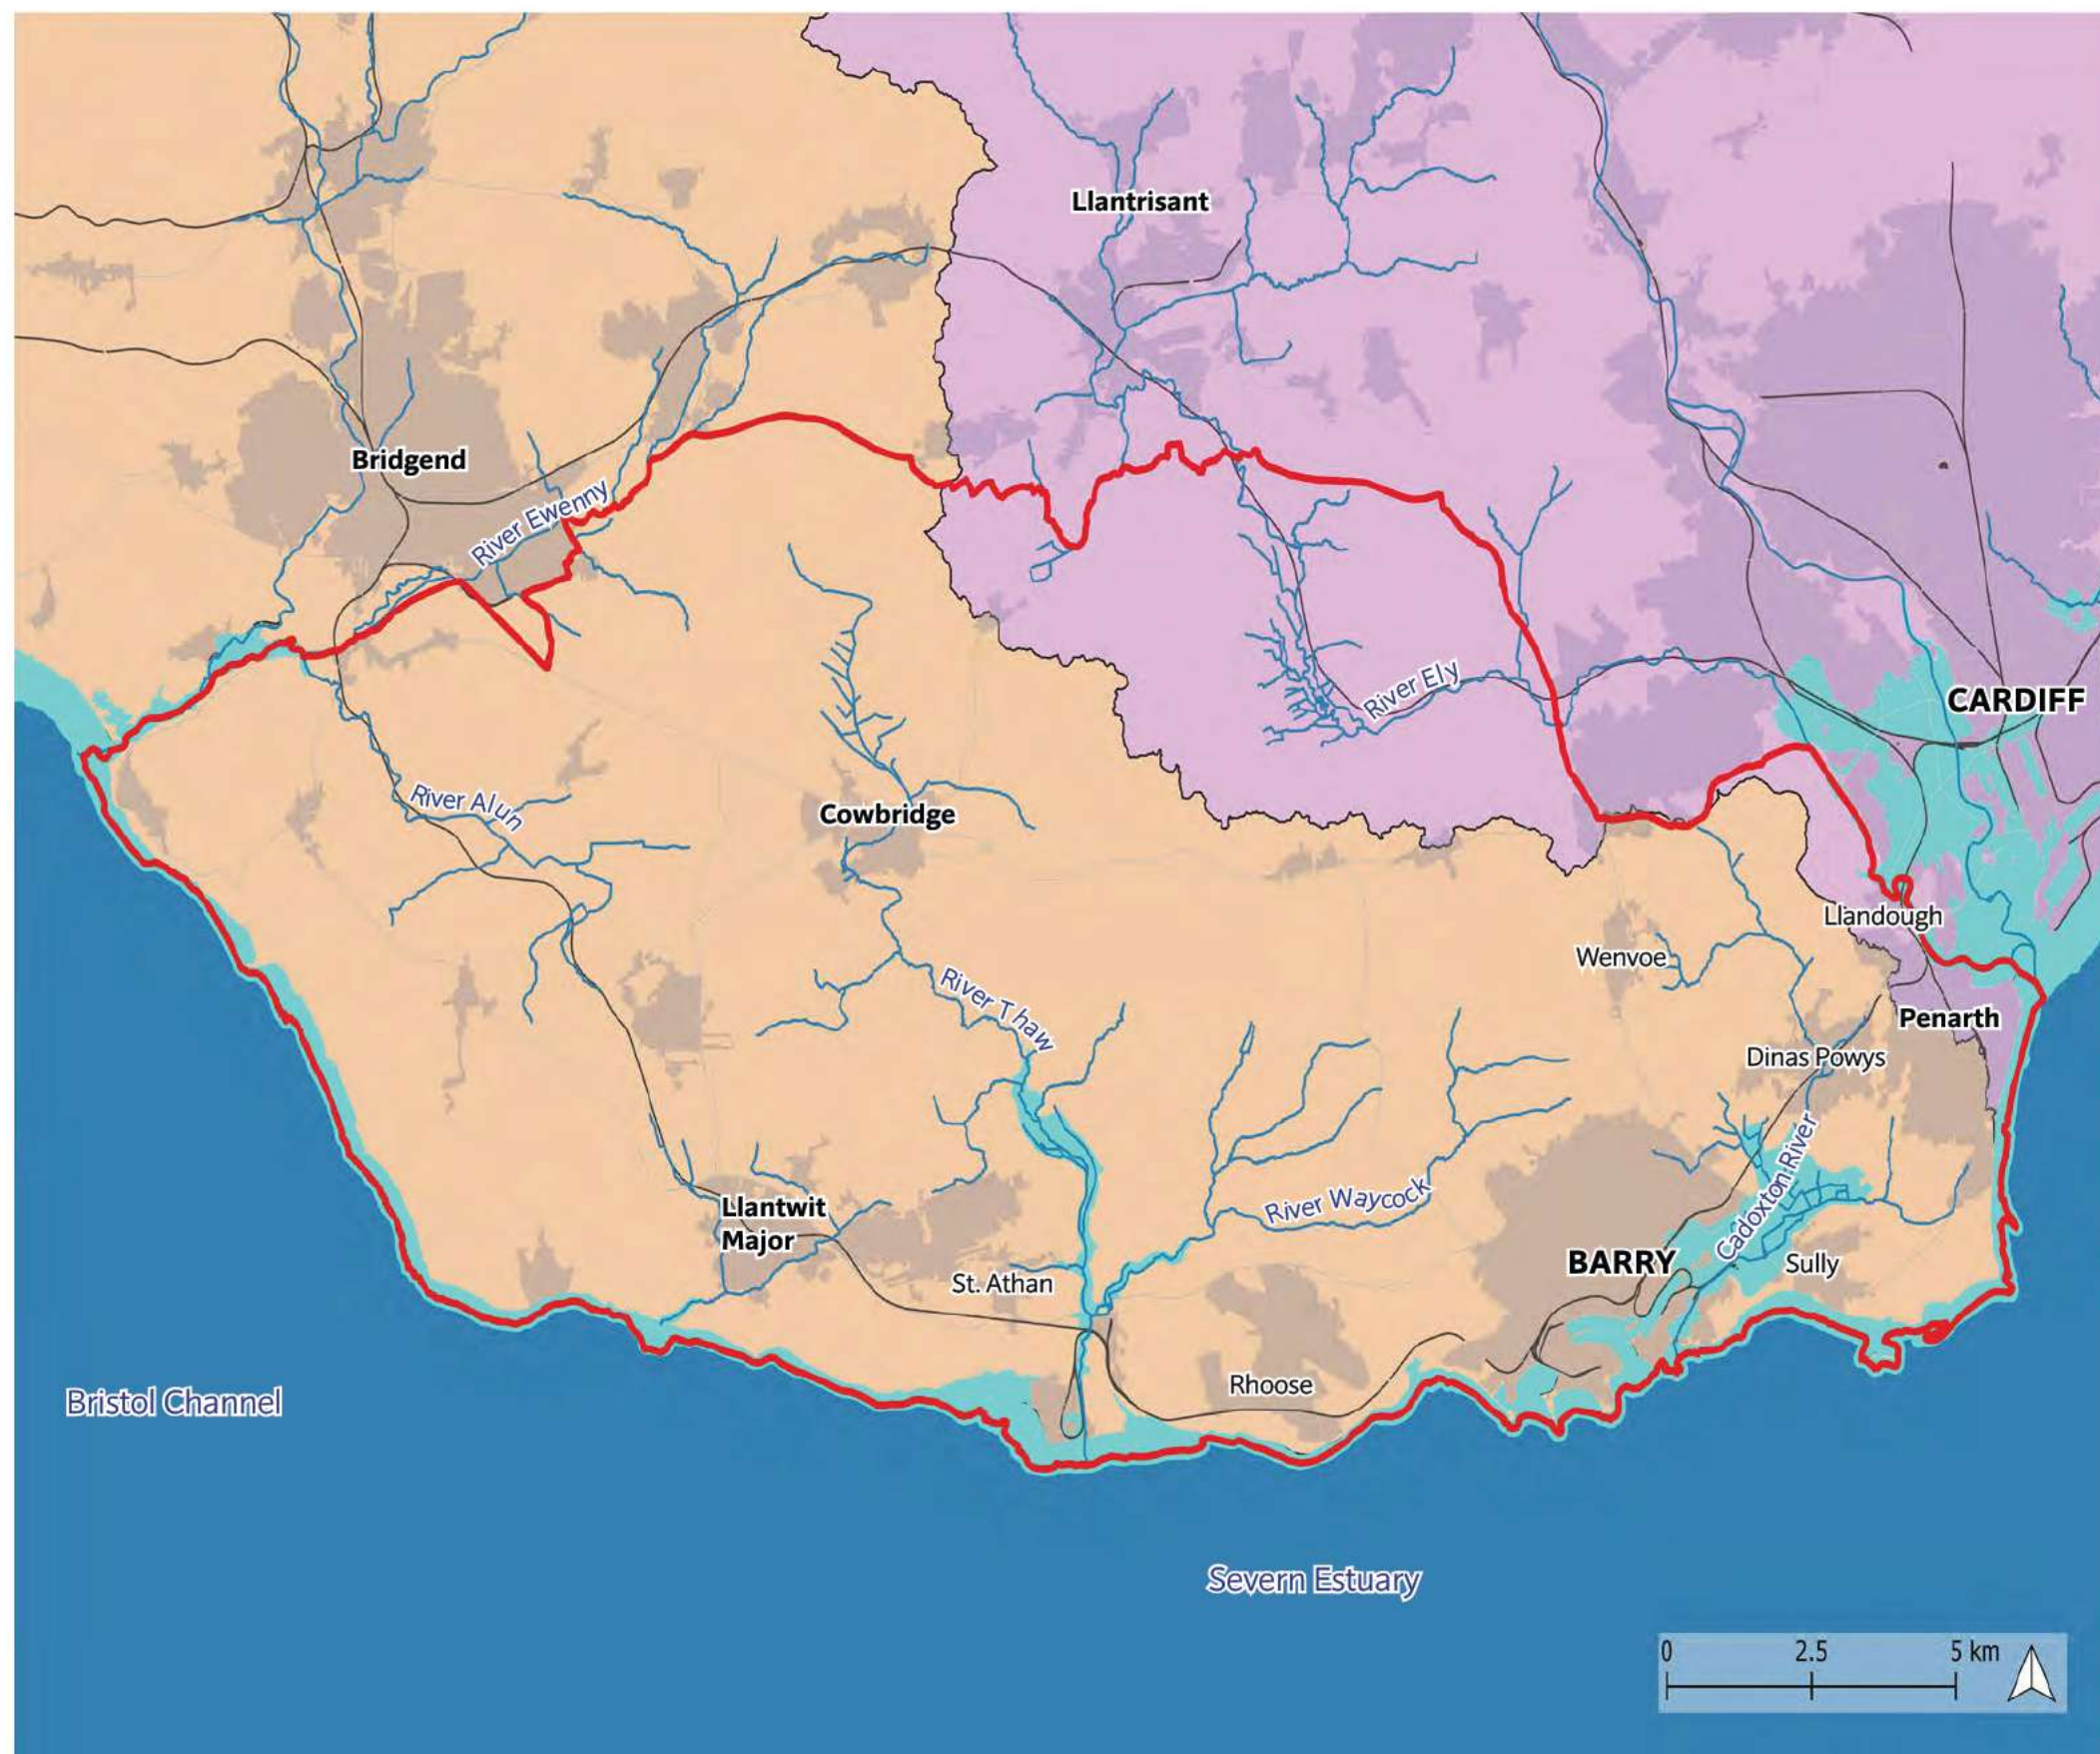 Llantrisant
Bridgend
River Ewenny
River Ely
CARDIFF
River Alun
Cowbridge
Llandough
Wenvoe
River Thaw
Penarth
Dinas Powys
Llantwit
Major
River Waycock
Cadoxton River
BARRY
Sully
St. Athan
Rhoose
Bristol Channel
Severn Estuary
0 2.5 5 km